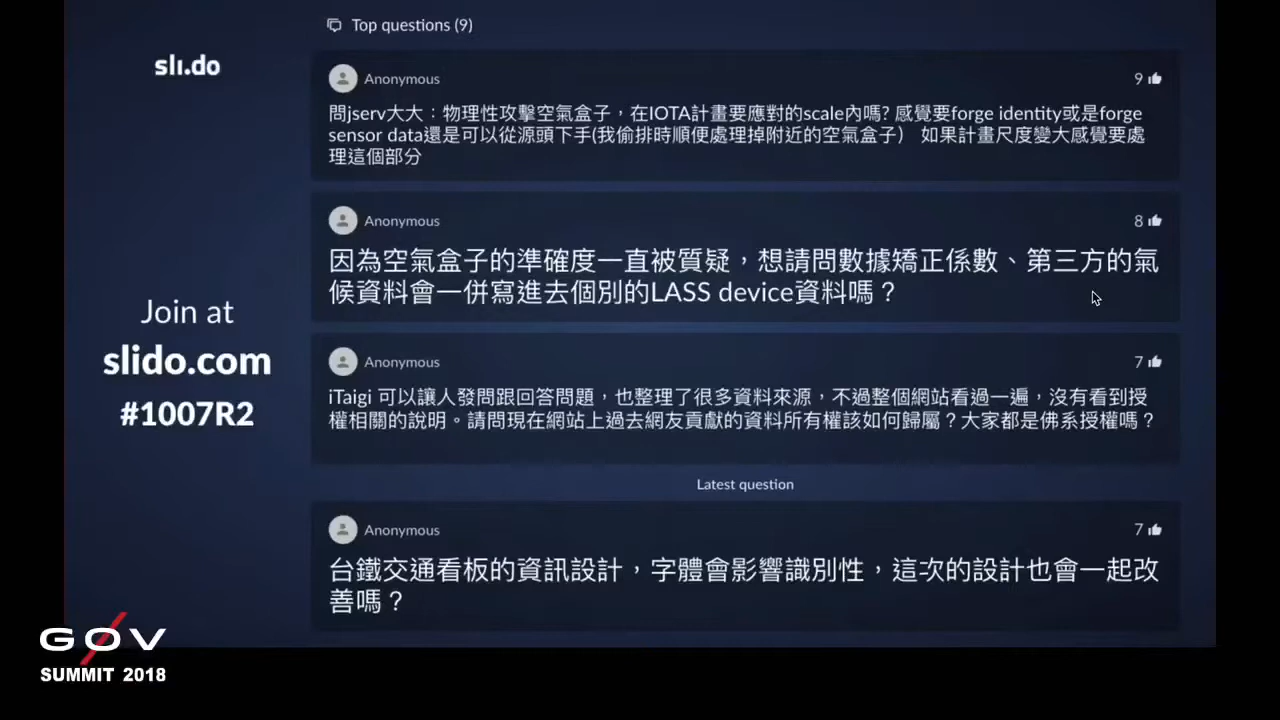 Top questions (9)
sli.do
Anonymous
9
問jserv大大：物理性攻擊空氣盒子，在IOTA計畫要應對的scale內嗎? 感覺要forge identity或是forge
sensor data還是可以從源頭下手(我偷排時順便處理掉附近的空氣盒子） 如果計畫尺度變大感覺要處
理這個部分
Anonymous
8
因為空氣盒子的準確度一直被質疑，想請問數據矯正係數、第三方的氣
候資料會一併寫進去個別的LASS device資料嗎？
Join at
slido.com
#1007R2
Anonymous
7
iTaigi 可以讓人發問跟回答問題，也整理了很多資料來源，不過整個網站看過一遍，沒有看到授
權相關的說明。請問現在網站上過去網友貢獻的資料所有權該如何歸屬？大家都是佛系授權嗎？
Latest question
Anonymous
7
台鐵交通看板的資訊設計，字體會影響識別性，這次的設計也會一起改
善嗎？
G0V
SUMMIT 2018